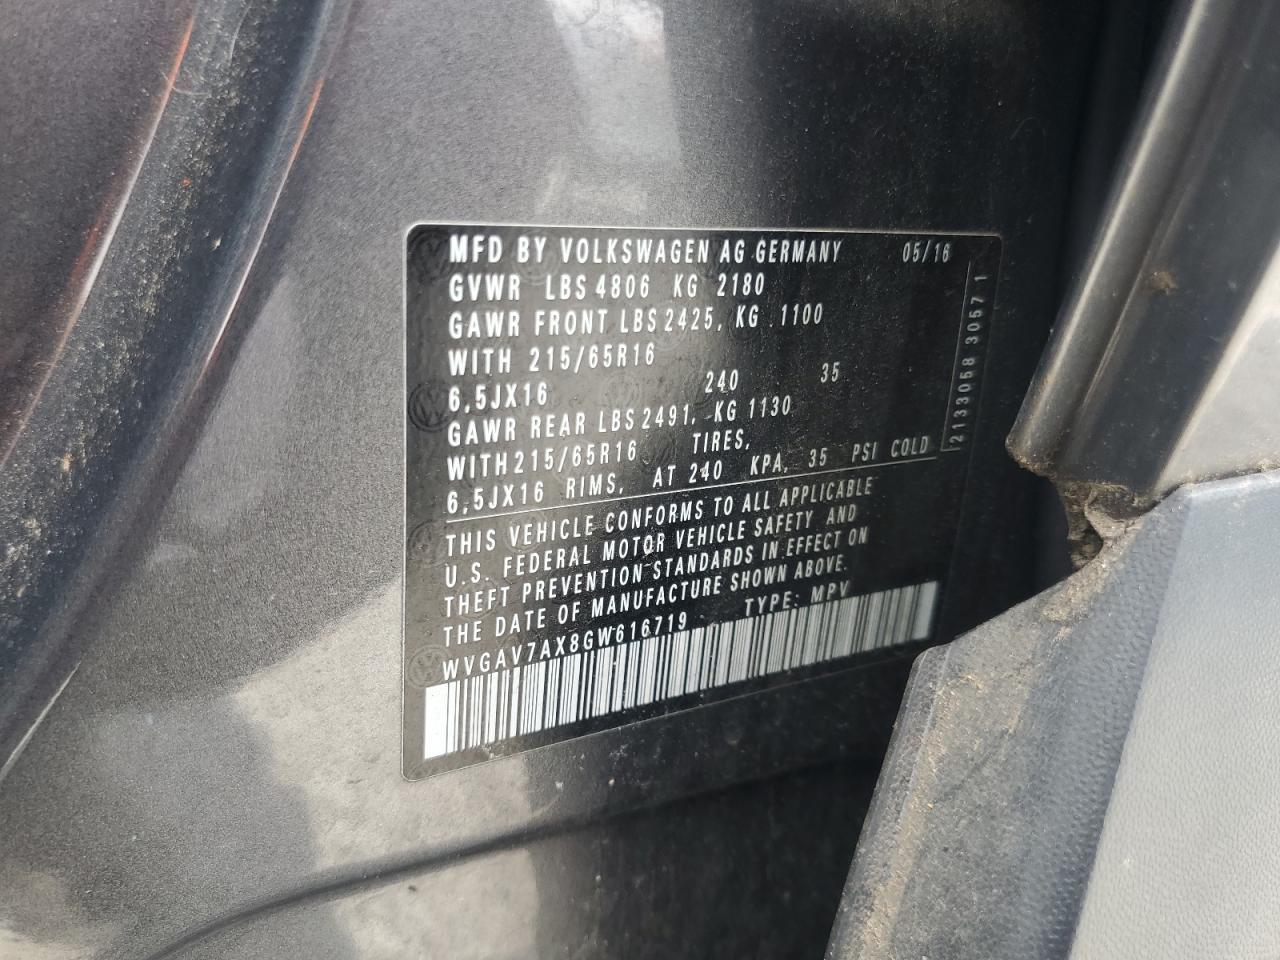 MFD BY VOLKSWAGEN AG GERMANY 05/16
GVWR LBS 4806 KG 2180
GAWR FRONT LBS 2425, KG 1100
WITH 215/65R16
6,5JX16 240 35
GAWR REAR LBS 2491, KG 1130
WITH 215/65R16 TIRES,
6,5JX16 RIMS, AT 240 KPA, 35 PSI COLD
THIS VEHICLE CONFORMS TO ALL APPLICABLE
U.S. FEDERAL MOTOR VEHICLE SAFETY AND
THEFT PREVENTION STANDARDS IN EFFECT ON
THE DATE OF MANUFACTURE SHOWN ABOVE.
WVGAV7AX8GW616719 TYPE: MPV
2133058 3057 1